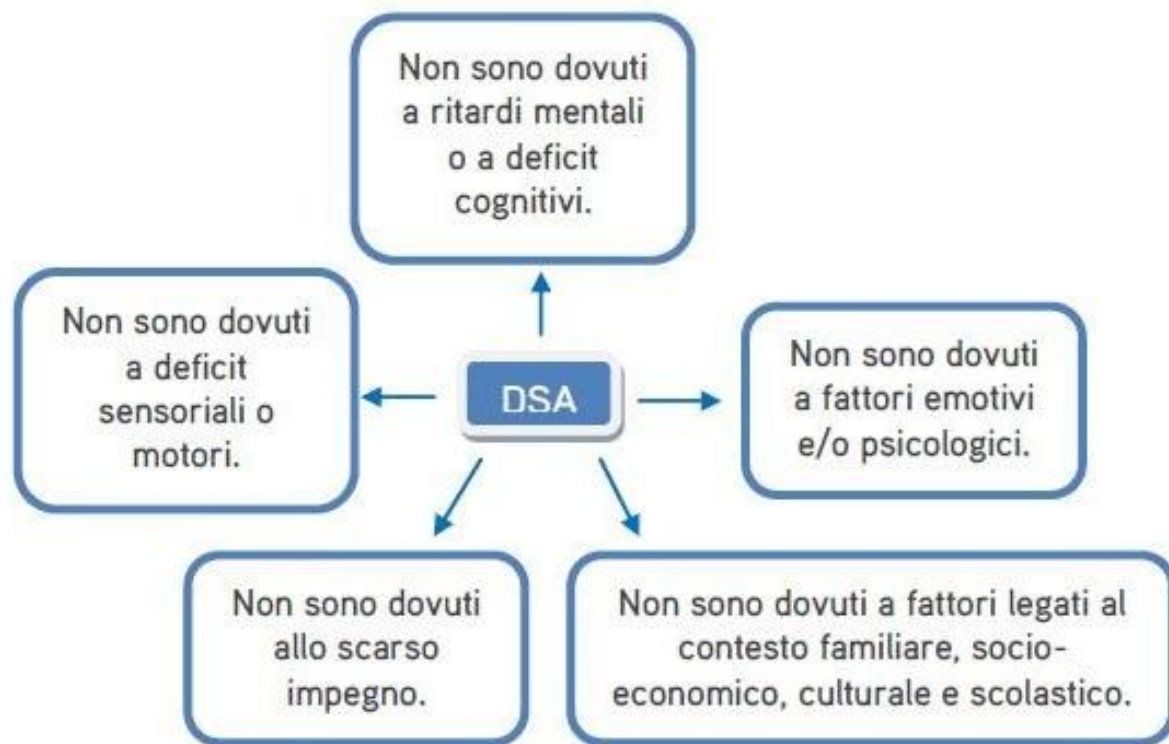 Non sono dovuti
a ritardi mentali
o a deficit
cognitivi.
Non sono dovuti
a deficit
sensoriali o
motori.
DSA
Non sono dovuti
a fattori emotivi
e/o psicologici.
Non sono dovuti
allo scarso
impegno.
Non sono dovuti a fattori legati al
contesto familiare, socio-
economico, culturale e scolastico.